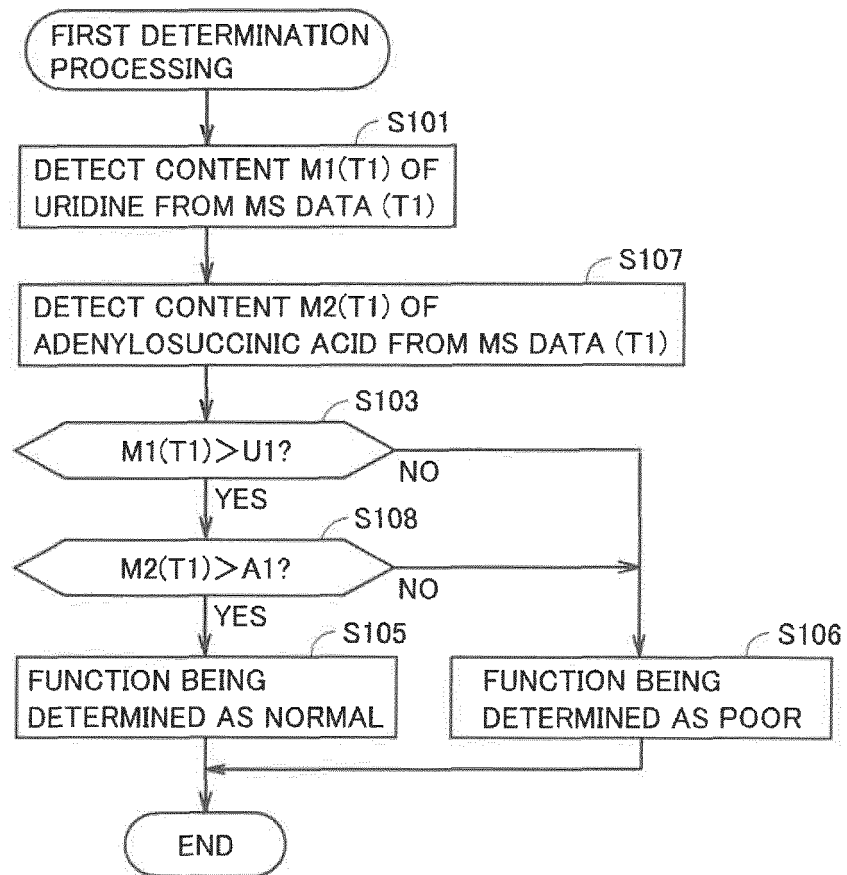 FIRST DETERMINATION
PROCESSING
S101
DETECT CONTENT M1(T1) OF
URIDINE FROM MS DATA (T1)
S107
DETECT CONTENT M2(T1) OF
ADENYLOSUCCINIC ACID FROM MS DATA (T1)
S103
M1(T1)>U1?
NO
YES
S108
M2(T1)>A1?
NO
YES
S105
FUNCTION BEING
DETERMINED AS NORMAL
S106
FUNCTION BEING
DETERMINED AS POOR
END